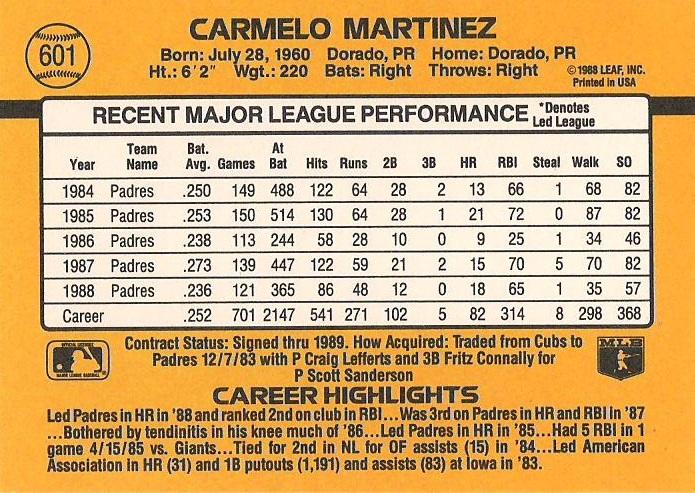 CARMELO MARTINEZ
601
Born: July 28, 1960 Dorado, PR Home: Dorado, PR
Ht.: 6'2" Wgt.: 220 Bats: Right Throws: Right
©1988 LEAF, INC.
Printed in USA
RECENT MAJOR LEAGUE PERFORMANCE *Denotes Led League
Year Team Name Bat. Avg. Games At Bat Hits Runs 2B 3B HR RBI Steal Walk SO
1984 Padres .250 149 488 122 64 28 2 13 66 1 68 82
1985 Padres .253 150 514 130 64 28 1 21 72 0 87 82
1986 Padres .238 113 244 58 28 10 0 9 25 1 34 46
1987 Padres .273 139 447 122 59 21 2 15 70 5 70 82
1988 Padres .236 121 365 86 48 12 0 18 65 1 35 57
Career .252 701 2147 541 271 102 5 82 314 8 298 368
Contract Status: Signed thru 1989. How Acquired: Traded from Cubs to
Padres 12/7/83 with P Craig Lefferts and 3B Fritz Connally for
P Scott Sanderson
MLB
MAJOR LEAGUE BASEBALL
CAREER HIGHLIGHTS
Led Padres in HR in '88 and ranked 2nd on club in RBI...Was 3rd on Padres in HR and RBI in '87
...Bothered by tendinitis in his knee much of '86...Led Padres in HR in '85...Had 5 RBI in 1
game 4/15/85 vs. Giants...Tied for 2nd in NL for OF assists (15) in '84...Led American
Association in HR (31) and 1B putouts (1,191) and assists (83) at Iowa in '83.